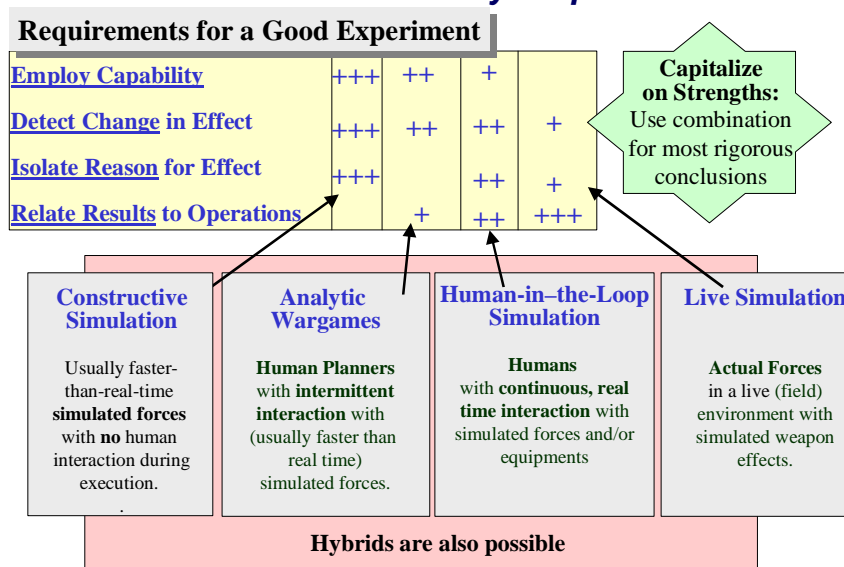 Requirements for a Good Experiment
Employ Capability +++ ++ +
Detect Change in Effect +++ ++ ++ +
Isolate Reason for Effect +++ ++ +
Relate Results to Operations + ++ +++
Capitalize
on Strengths:
Use combination
for most rigorous
conclusions
Constructive
Simulation
Usually faster-
than-real-time
simulated forces
with no human
interaction during
execution.
.
Analytic
Wargames
Human Planners
with intermittent
interaction with
(usually faster than
real time)
simulated forces.
Human-in–the-Loop
Simulation
Humans
with continuous, real
time interaction with
simulated forces and/or
equipments
Live Simulation
Actual Forces
in a live (field)
environment with
simulated weapon
effects.
Hybrids are also possible